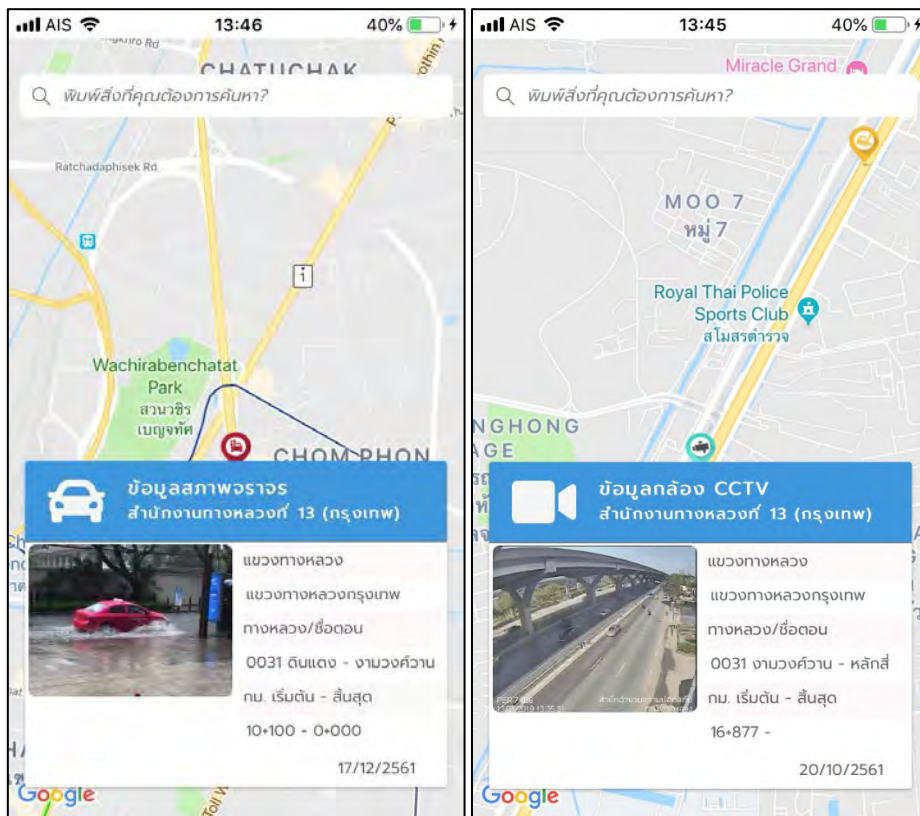 AIS
13:46
40%
CHATUCHAK
พิมพ์สิ่งที่คุณต้องการค้นหา?
Ratchadaphisek Rd
1
Wachirabenchatat
Park
สวนวชิร
เบญจทัศ
CHOM PHON
ข้อมูลสภาพจราจร
สำนักงานทางหลวงที่ 13 (กรุงเทพ)
แขวงทางหลวง
แขวงทางหลวงกรุงเทพ
ทางหลวง/ชื่อตอน
0031 ดินแดง - งามวงศ์วาน
กม. เริ่มต้น - สิ้นสุด
10+100 - 0+000
17/12/2561
Google
Toll W
AIS
13:45
40%
Miracle Grand
พิมพ์สิ่งที่คุณต้องการค้นหา?
MOO 7
หมู่ 7
Royal Thai Police
Sports Club
สโมสรตำรวจ
NGHONG
AGE
ข้อมูลกล้อง CCTV
สำนักงานทางหลวงที่ 13 (กรุงเทพ)
แขวงทางหลวง
แขวงทางหลวงกรุงเทพ
ทางหลวง/ชื่อตอน
0031 งามวงศ์วาน - หลักสี่
กม. เริ่มต้น - สิ้นสุด
16+877 -
20/10/2561
Google